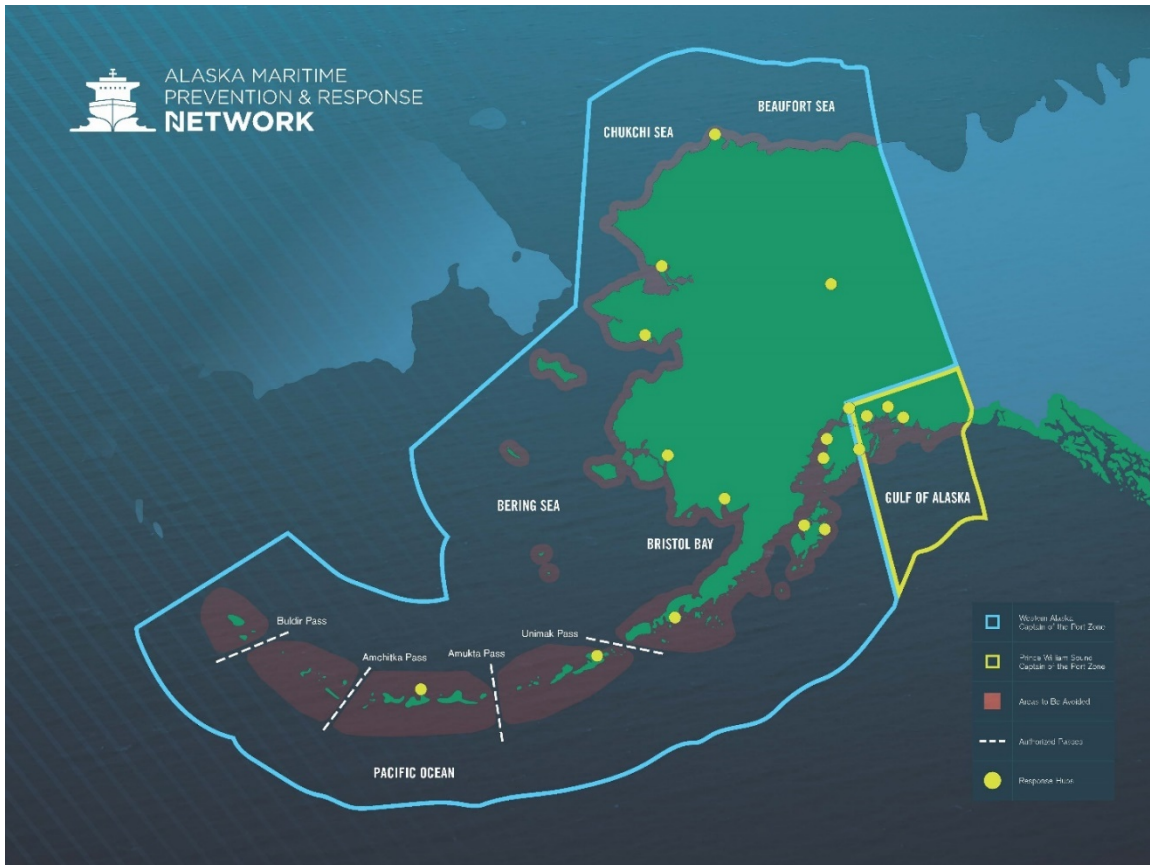 ALASKA MARITIME
PREVENTION & RESPONSE
NETWORK
BEAUFORT SEA
CHUKCHI SEA
BERING SEA
GULF OF ALASKA
BRISTOL BAY
Buldir Pass
Unimak Pass
Amchitka Pass
Amukta Pass
PACIFIC OCEAN
Western Alaska
Captain of the Port Zone
Prince William Sound
Captain of the Port Zone
Areas to Be Avoided
Authorized Passes
Response Hubs